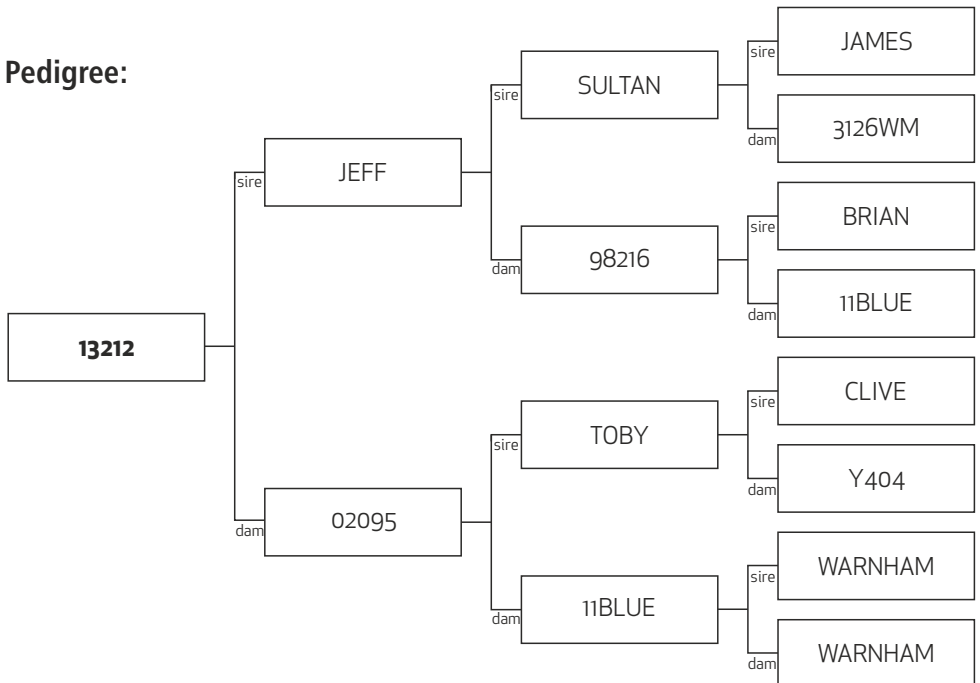 Pedigree:
13212
sire
JEFF
dam
02095
sire
SULTAN
dam
98216
sire
TOBY
dam
11BLUE
sire
JAMES
dam
3126WM
sire
BRIAN
dam
11BLUE
sire
CLIVE
dam
Y404
sire
WARNHAM
dam
WARNHAM